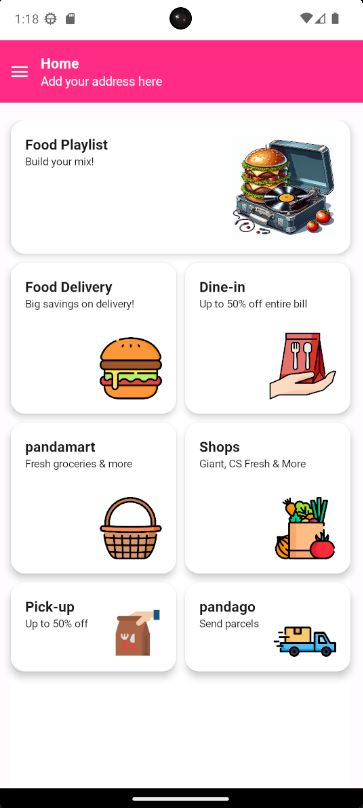 1:18
Home
Add your address here
Food Playlist
Build your mix!
Food Delivery
Big savings on delivery!
Dine-in
Up to 50% off entire bill
pandamart
Fresh groceries & more
Shops
Giant, CS Fresh & More
Pick-up
Up to 50% off
pandago
Send parcels